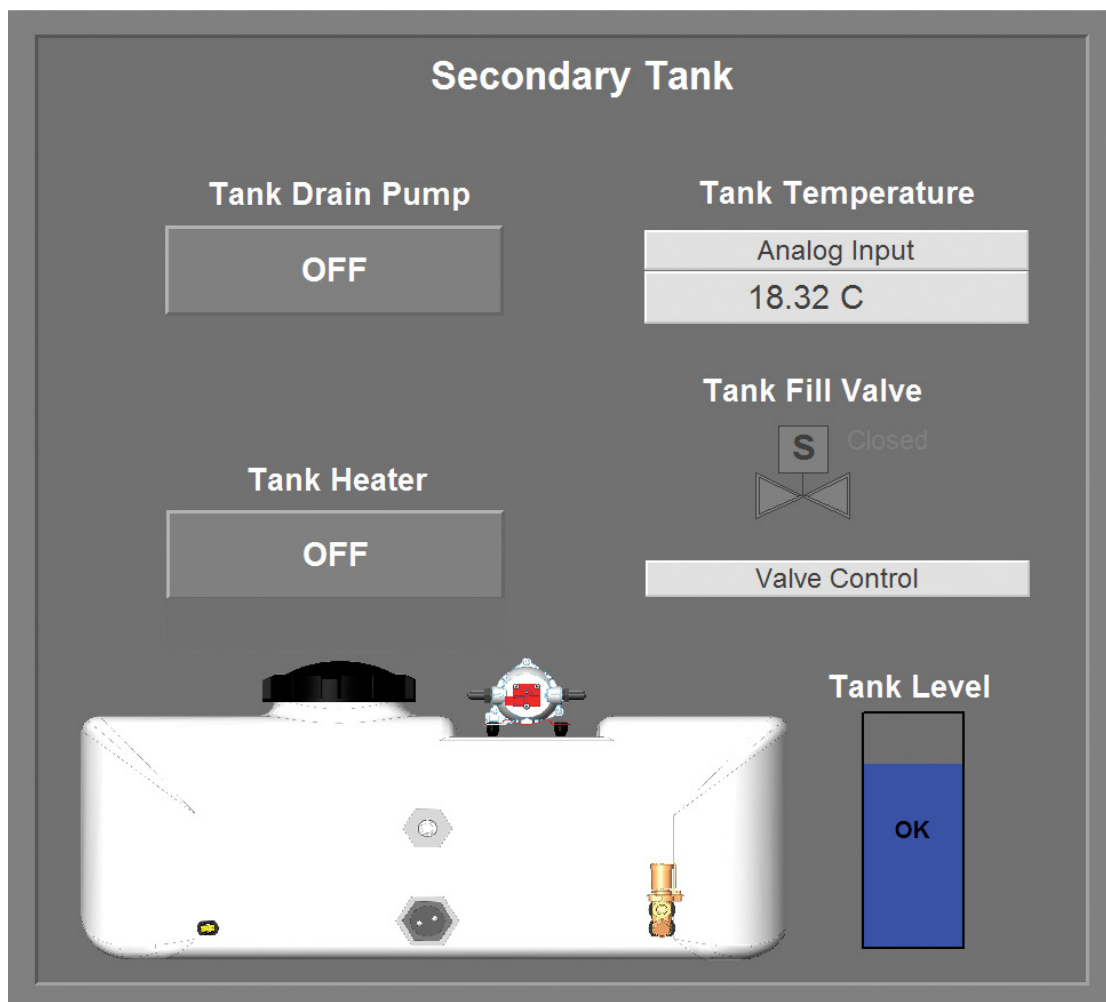 Secondary Tank
Tank Drain Pump
OFF
Tank Temperature
Analog Input
18.32 C
Tank Fill Valve
S
Closed
Tank Heater
OFF
Valve Control
Tank Level
OK